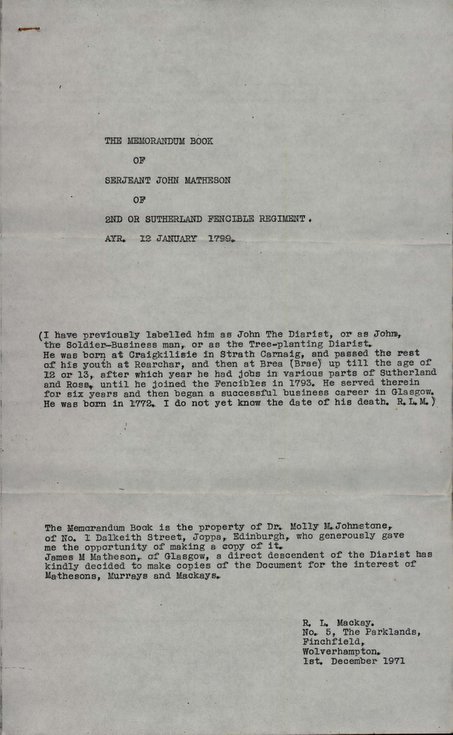 THE MEMORANDUM BOOK
OF
SERJEANT JOHN MATHESON
OF
2ND OR SUTHERLAND FENCIBLE REGIMENT.
AYR. 12 JANUARY 1799.
(I have previously labelled him as John The Diarist, or as John,
the Soldier-Business man, or as the Tree-planting Diarist.
He was born at Craigkilisie in Strath Carnaig, and passed the rest
of his youth at Rearchar, and then at Brea (Brae) up till the age of
12 or 13, after which year he had jobs in various parts of Sutherland
and Ross, until he joined the Fencibles in 1793. He served therein
for six years and then began a successful business career in Glasgow.
He was born in 1772. I do not yet know the date of his death. R.L.M.)
The Memorandum Book is the property of Dr. Molly M.Johnstone,
of No. 1 Dalkeith Street, Joppa, Edinburgh, who generously gave
me the opportunity of making a copy of it.
James M Matheson, of Glasgow, a direct descendent of the Diarist has
kindly decided to make copies of the Document for the interest of
Mathesons, Murrays and Mackays.
R. L. Mackay.
No. 5, The Parklands,
Finchfield,
Wolverhampton.
1st. December 1971